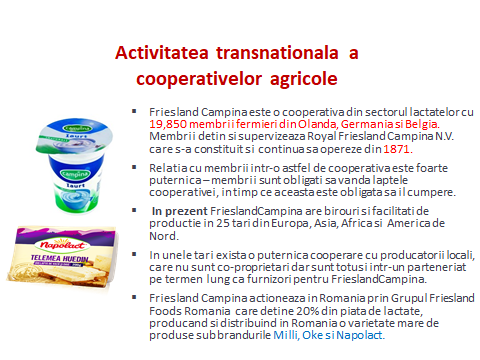 Activitatea transnationala a
cooperativelor agricole
Friesland Campina este o cooperativa din sectorul lactatelor cu
19,850 membrii fermieri din Olanda, Germania si Belgia.
Membrii detin si supervizeaza Royal Friesland Campina N.V.
care s-a constituit si continua sa opereze din 1871.
Relatia cu membrii intr-o astfel de cooperativa este foarte
puternica – membrii sunt obligati sa vanda laptele
cooperativei, in timp ce aceasta este obligata sa il cumpere.
In prezent FrieslandCampina are birouri si facilitati de
productie in 25 tari din Europa, Asia, Africa si America de
Nord.
In unele tari exista o puternica cooperare cu producatorii locali,
care nu sunt co-proprietari dar sunt totusi intr-un parteneriat
pe termen lung ca furnizori pentru FrieslandCampina.
Friesland Campina actioneaza in Romania prin Grupul Friesland
Foods Romania care detine 20% din piata de lactate,
producand si distribuind in Romania o varietate mare de
produse sub brandurile Milli, Oke si Napolact.
Campina
Iaurt
campina
Iaurt
Napolact
TELEMEA HUEDIN